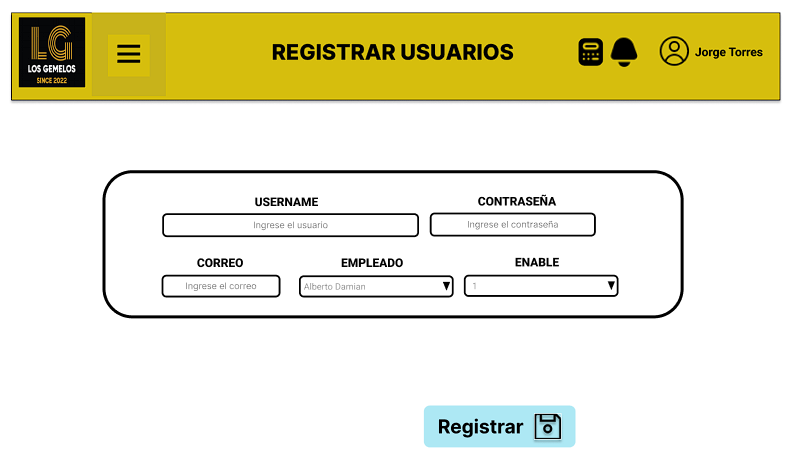 LG
LOS GEMELOS
SINCE 2022
REGISTRAR USUARIOS
Jorge Torres
USERNAME
CONTRASEÑA
Ingrese el usuario
Ingrese el contraseña
CORREO
EMPLEADO
ENABLE
Ingrese el correo
Alberto Damian
1
Registrar